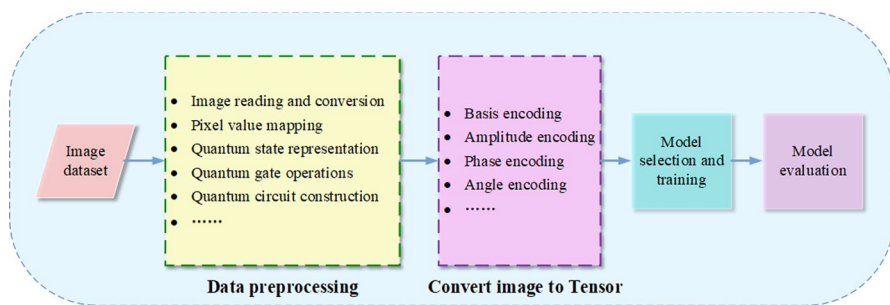 Image
dataset
• Image reading and conversion
• Pixel value mapping
• Quantum state representation
• Quantum gate operations
• Quantum circuit construction
• ……
Data preprocessing
• Basis encoding
• Amplitude encoding
• Phase encoding
• Angle encoding
• ……
Convert image to Tensor
Model
selection and
training
Model
evaluation